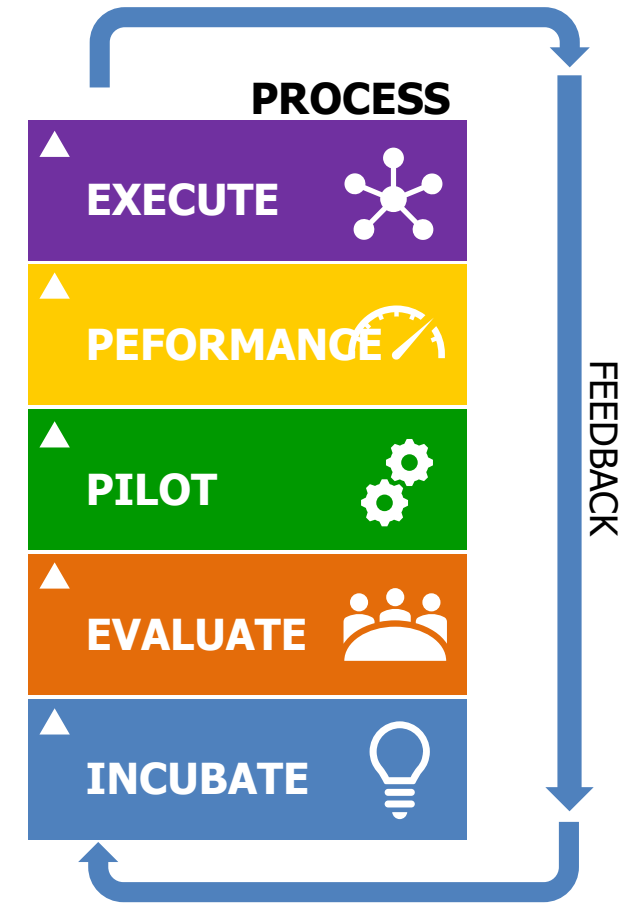 PROCESS
EXECUTE
PEFORMANCE
PILOT
EVALUATE
INCUBATE
FEEDBACK